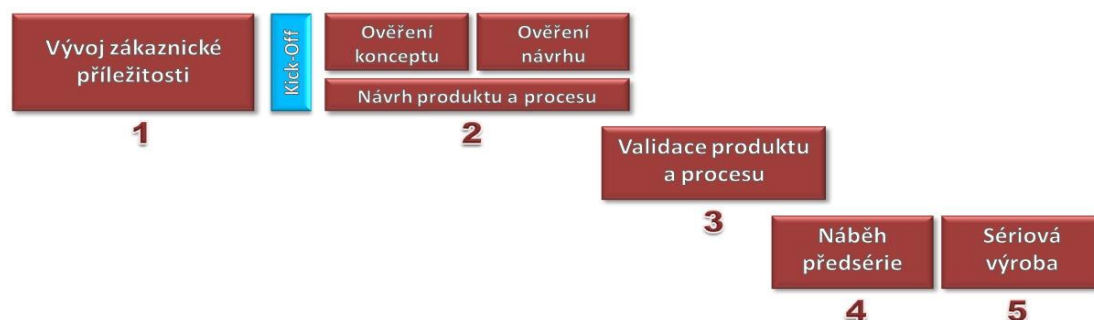 Vývoj zákaznické
příležitosti
1
Kick-Off
Ověření
konceptu
Ověření
návrhu
Návrh produktu a procesu
2
Validace produktu
a procesu
3
Náběh
předsérie
4
Sériová
výroba
5